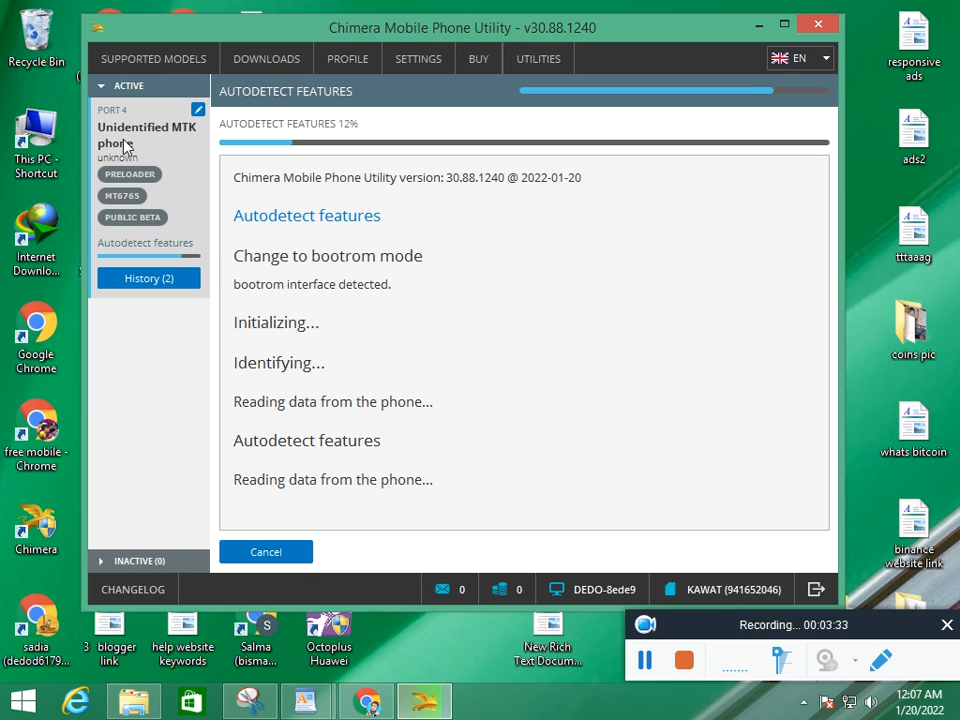 Chimera Mobile Phone Utility - v30.88.1240
SUPPORTED MODELS
DOWNLOADS
PROFILE
SETTINGS
BUY
UTILITIES
EN
ACTIVE
PORT 4
Unidentified MTK
phone
unknown
PRELOADER
MT6765
PUBLIC BETA
Autodetect features
History (2)
INACTIVE (0)
AUTODETECT FEATURES
AUTODETECT FEATURES 12%
Chimera Mobile Phone Utility version: 30.88.1240 @ 2022-01-20
Autodetect features
Change to bootrom mode
bootrom interface detected.
Initializing...
Identifying...
Reading data from the phone...
Autodetect features
Reading data from the phone...
Cancel
CHANGELOG
0
0
DEDO-8ede9
KAWAT (941652046)
Recycle Bin
This PC -
Shortcut
Internet
Downlo...
Google
Chrome
free mobile -
Chrome
Chimera
sadia
(dedod6179...
3 blogger
link
help website
keywords
S
Salma
(bisma...
Octoplus
Huawei
New Rich
Text Docum...
responsive
ads
ads2
tttaaag
coins pic
whats bitcoin
binance
website link
Recording... 00:03:33
12:07 AM
1/20/2022